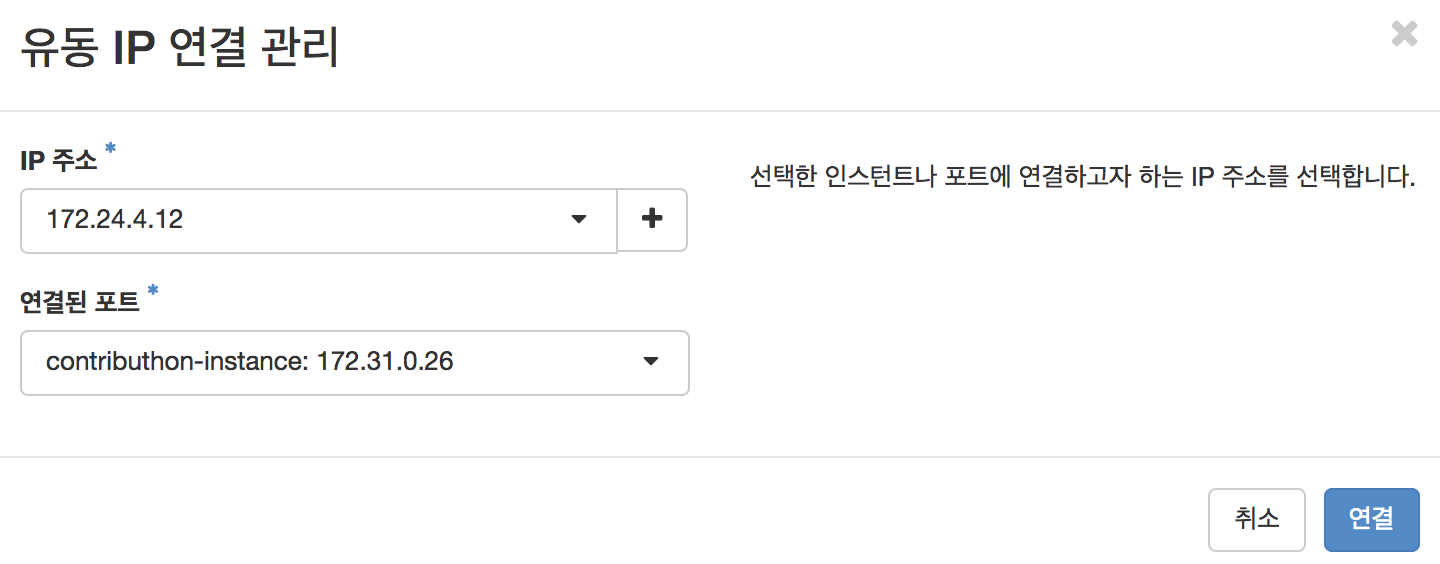 유동 IP 연결 관리
IP 주소 *
선택한 인스턴트나 포트에 연결하고자 하는 IP 주소를 선택합니다.
172.24.4.12
연결된 포트 *
contributhon-instance: 172.31.0.26
취소
연결